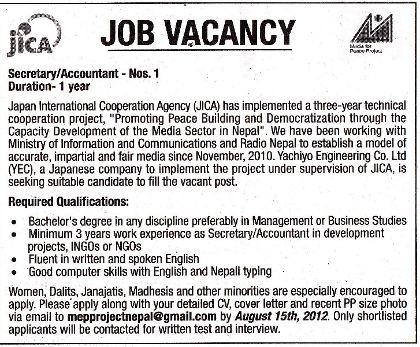 JICA
JOB VACANCY
Media for
Peace-Project
Secretary/Accountant - Nos. 1
Duration- 1 year
Japan International Cooperation Agency (JICA) has implemented a three-year technical
cooperation project, "Promoting Peace Building and Democratization through the
Capacity Development of the Media Sector in Nepal". We have been working with
Ministry of Information and Communications and Radio Nepal to establish a model of
accurate, impartial and fair media since November, 2010. Yachiyo Engineering Co. Ltd
(YEC), a Japanese company to implement the project under supervision of JICA, is
seeking suitable candidate to fill the vacant post.
Required Qualifications:
• Bachelor's degree in any discipline preferably in Management or Business Studies
• Minimum 3 years work experience as Secretary/Accountant in development
projects, INGOs or NGOs
• Fluent in written and spoken English
• Good computer skills with English and Nepali typing
Women, Dalits, Janajatis, Madhesis and other minorities are especially encouraged to
apply. Please apply along with your detailed CV, cover letter and recent PP size photo
via email to mepprojectnepal@gmail.com by August 15th, 2012. Only shortlisted
applicants will be contacted for written test and interview.